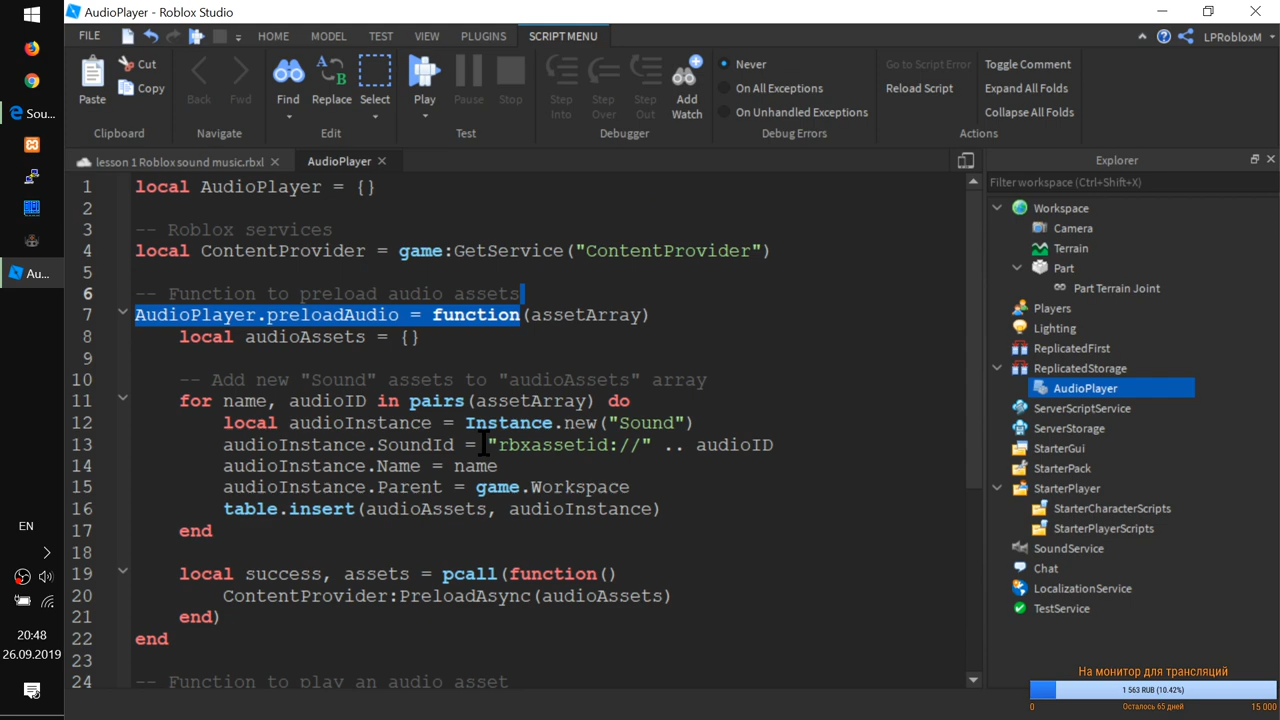 AudioPlayer - Roblox Studio
FILE HOME MODEL TEST VIEW PLUGINS SCRIPT MENU LPRobloxM
Paste
Cut
Copy
Clipboard
Back Fwd
Navigate
Find Replace Select
Edit
Play Pause Stop
Test
Step Into
Step Over
Step Out
Add Watch
Debugger
Never
On All Exceptions
On Unhandled Exceptions
Debug Errors
Go to Script Error
Reload Script
Toggle Comment
Expand All Folds
Collapse All Folds
Actions
lesson 1 Roblox sound music.rbxl
AudioPlayer
1 local AudioPlayer = {}
2
3 -- Roblox services
4 local ContentProvider = game:GetService("ContentProvider")
5
6 -- Function to preload audio assets
7 AudioPlayer.preloadAudio = function(assetArray)
8 local audioAssets = {}
9
10 -- Add new "Sound" assets to "audioAssets" array
11 for name, audioID in pairs(assetArray) do
12 local audioInstance = Instance.new("Sound")
13 audioInstance.SoundId = "rbxassetid://" .. audioID
14 audioInstance.Name = name
15 audioInstance.Parent = game.Workspace
16 table.insert(audioAssets, audioInstance)
17 end
18
19 local success, assets = pcall(function()
20 ContentProvider:PreloadAsync(audioAssets)
21 end)
22 end
23
24 -- Function to play an audio asset
Explorer
Filter workspace (Ctrl+Shift+X)
Workspace
Camera
Terrain
Part
Part Terrain Joint
Players
Lighting
ReplicatedFirst
ReplicatedStorage
AudioPlayer
ServerScriptService
ServerStorage
StarterGui
StarterPack
StarterPlayer
StarterCharacterScripts
StarterPlayerScripts
SoundService
Chat
LocalizationService
TestService
На монитор для трансляций
1 563 RUB (10.42%)
0 Осталось 65 дней 15 000
Sou...
Au...
EN
20:48
26.09.2019